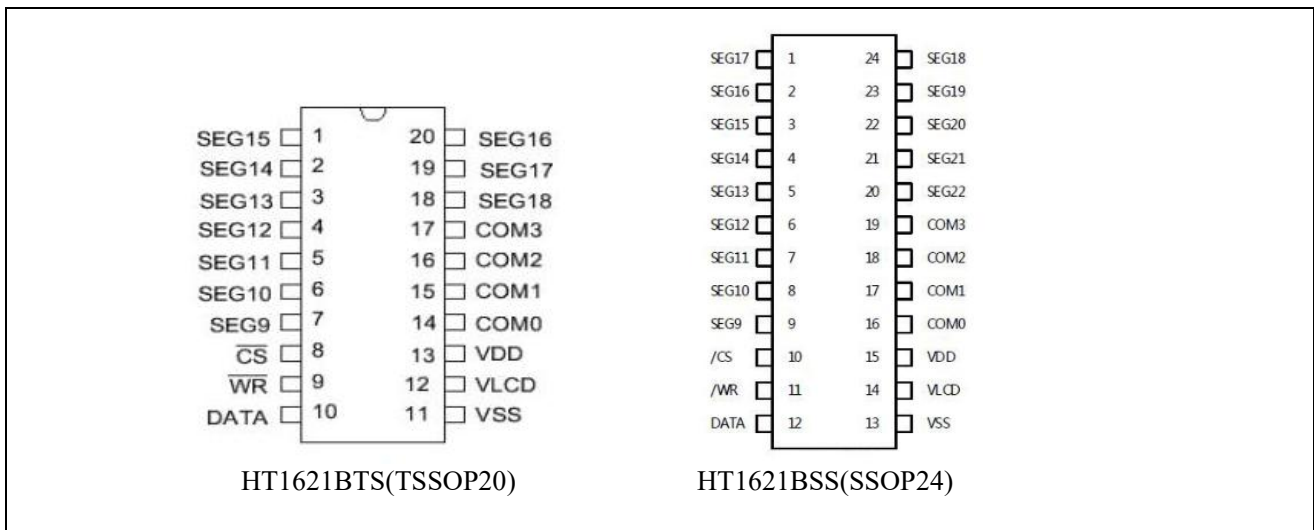 SEG17 1 24 SEG18
SEG16 2 23 SEG19
SEG15 3 22 SEG20
SEG14 4 21 SEG21
SEG13 5 20 SEG22
SEG12 6 19 COM3
SEG11 7 18 COM2
SEG10 8 17 COM1
SEG9 9 16 COM0
/CS 10 15 VDD
/WR 11 14 VLCD
DATA 12 13 VSS
SEG15 1 20 SEG16
SEG14 2 19 SEG17
SEG13 3 18 SEG18
SEG12 4 17 COM3
SEG11 5 16 COM2
SEG10 6 15 COM1
SEG9 7 14 COM0
CS 8 13 VDD
WR 9 12 VLCD
DATA 10 11 VSS
HT1621BTS(TSSOP20) HT1621BSS(SSOP24)